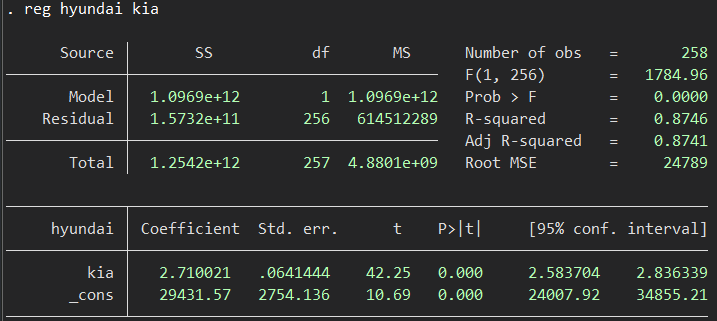 . reg hyundai kia
Source SS df MS Number of obs = 258
F(1, 256) = 1784.96
Model 1.0969e+12 1 1.0969e+12 Prob > F = 0.0000
Residual 1.5732e+11 256 614512289 R-squared = 0.8746
Adj R-squared = 0.8741
Total 1.2542e+12 257 4.8801e+09 Root MSE = 24789
hyundai Coefficient Std. err. t P>|t| [95% conf. interval]
kia 2.710021 .0641444 42.25 0.000 2.583704 2.836339
_cons 29431.57 2754.136 10.69 0.000 24007.92 34855.21